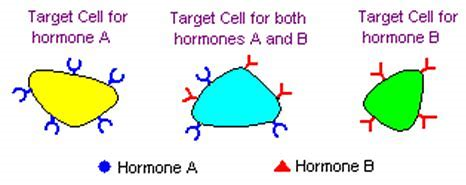 Target Cell for
hormone A
Target Cell for both
hormones A and B
Target Cell for
hormone B
Hormone A
Hormone B